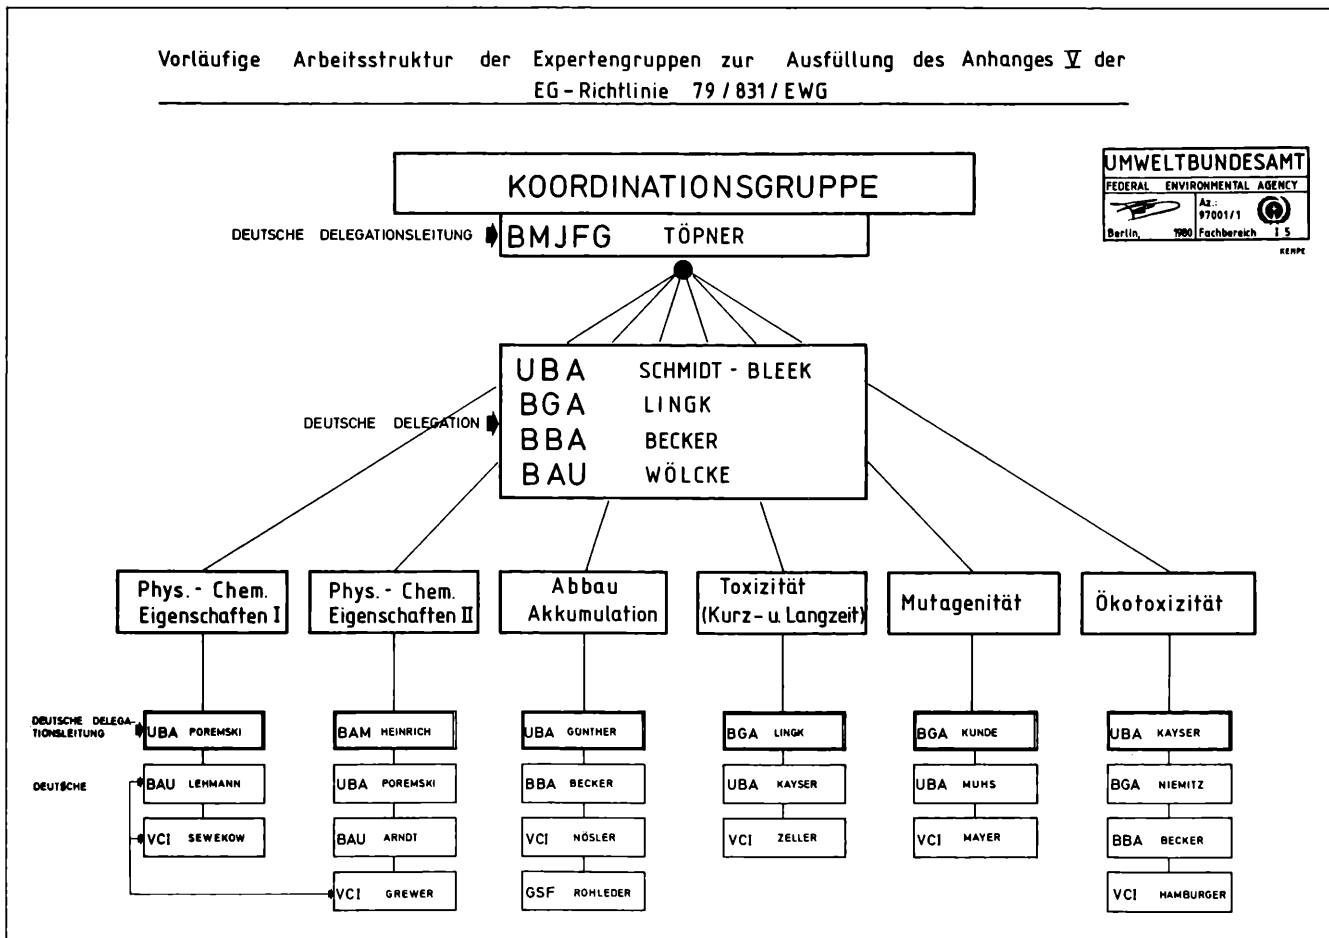 Vorläufige Arbeitsstruktur der Expertengruppen zur Ausfüllung des Anhanges V der
EG-Richtlinie 79/831/EWG
UMWELTBUNDESAMT
FEDERAL ENVIRONMENTAL AGENCY
Az.:
97001/1
Berlin, 1980 Fachbereich I 5
KEMPE
KOORDINATIONSGRUPPE
DEUTSCHE DELEGATIONSLEITUNG
BMJFG TÖPNER
DEUTSCHE DELEGATION
UBA SCHMIDT-BLEEK
BGA LINGK
BBA BECKER
BAU WÖLCKE
Phys.-Chem.
Eigenschaften I
Phys.-Chem.
Eigenschaften II
Abbau
Akkumulation
Toxizität
(Kurz- u. Langzeit)
Mutagenität
Ökotoxizität
DEUTSCHE DELEGA-
TIONSLEITUNG
DEUTSCHE
UBA POREMSKI
BAU LEHMANN
VCI SEWEKOW
BAM HEINRICH
UBA POREMSKI
BAU ARNDT
VCI GREWER
UBA GÜNTHER
BBA BECKER
VCI NÖSLER
GSF ROHLEDER
BGA LINGK
UBA KAYSER
VCI ZELLER
BGA KUNDE
UBA MUHS
VCI MAYER
UBA KAYSER
BGA NIEMITZ
BBA BECKER
VCI HAMBURGER